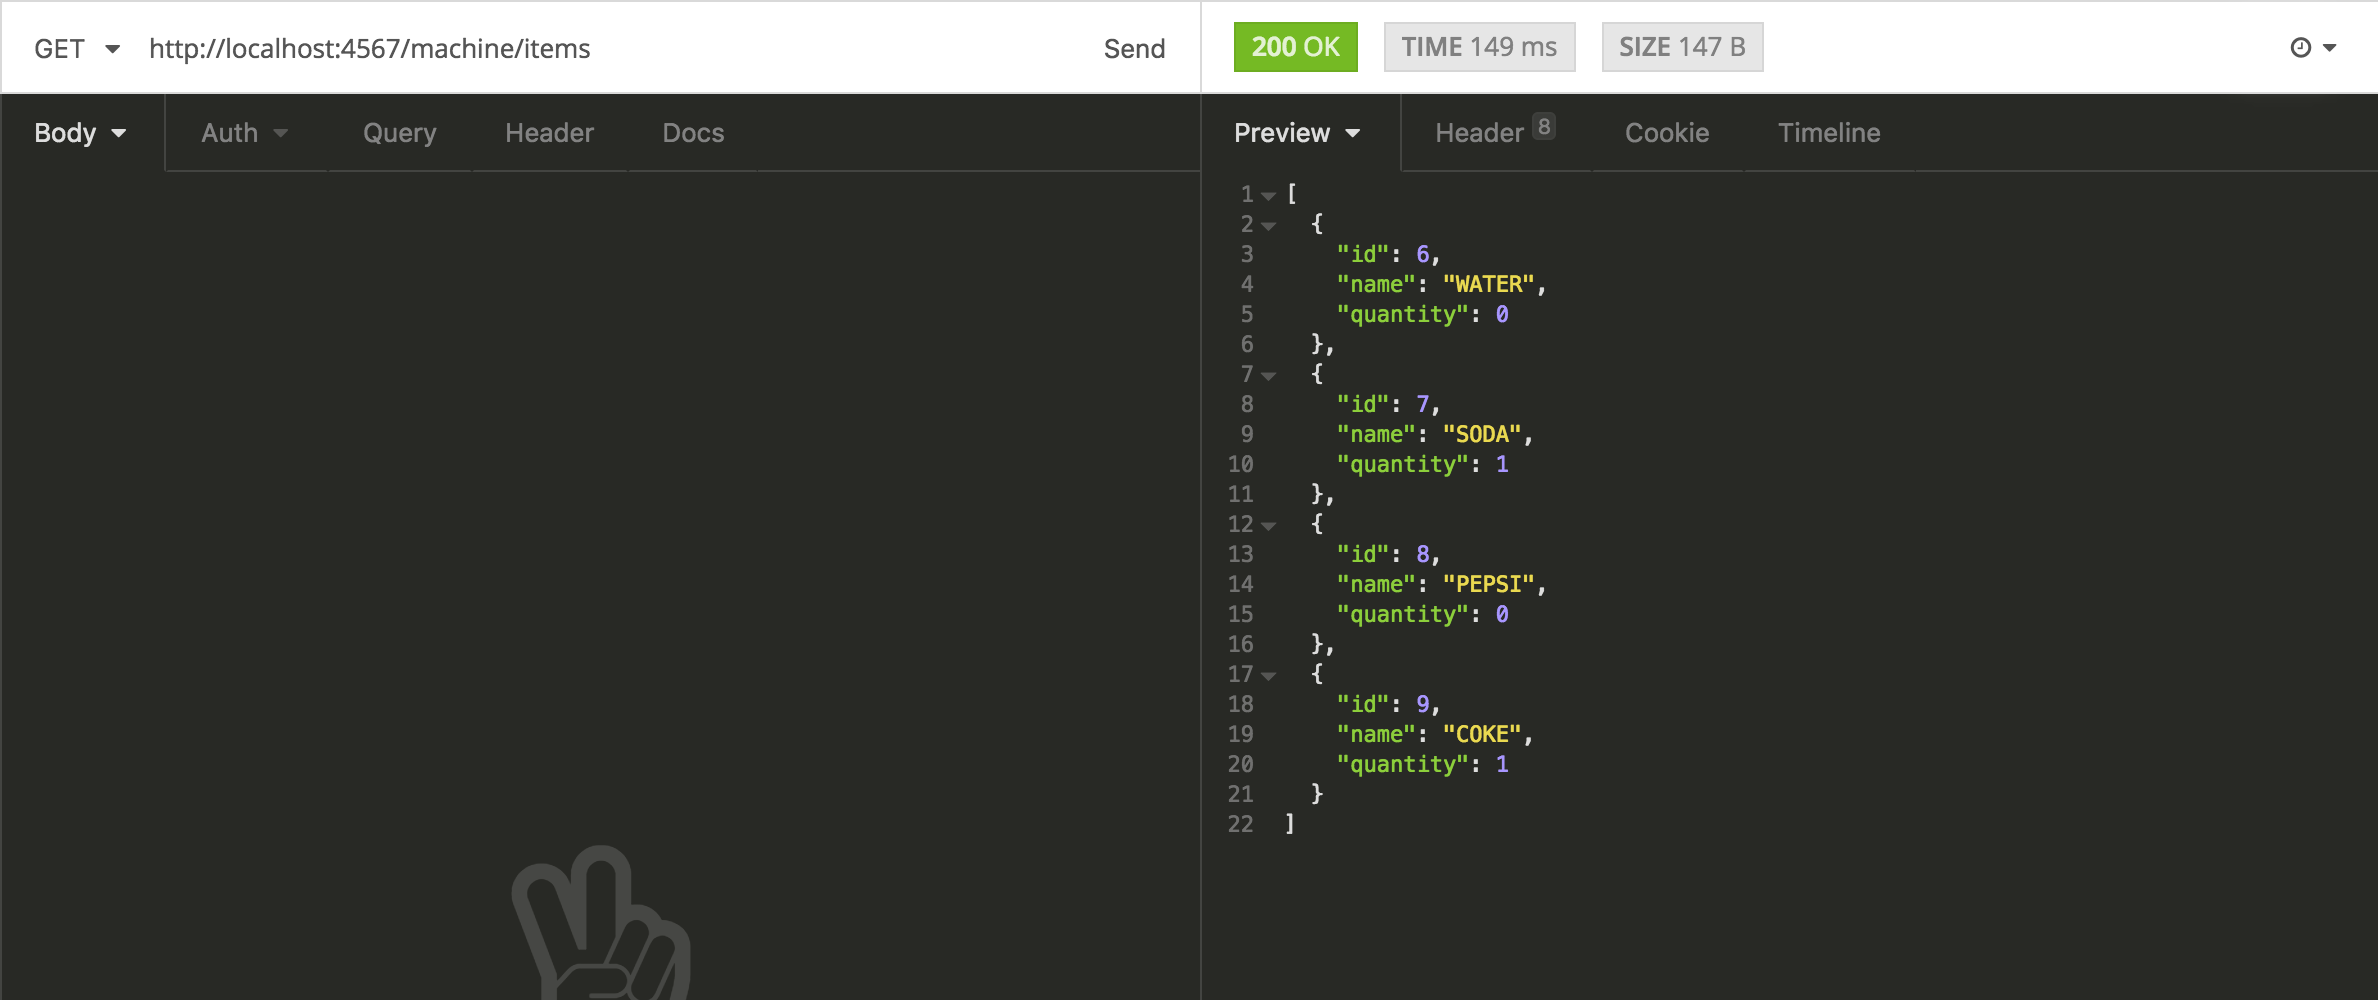 GET http://localhost:4567/machine/items Send
200 OK TIME 149 ms SIZE 147 B
Body Auth Query Header Docs
Preview Header 8 Cookie Timeline
1 [
2 {
3 "id": 6,
4 "name": "WATER",
5 "quantity": 0
6 },
7 {
8 "id": 7,
9 "name": "SODA",
10 "quantity": 1
11 },
12 {
13 "id": 8,
14 "name": "PEPSI",
15 "quantity": 0
16 },
17 {
18 "id": 9,
19 "name": "COKE",
20 "quantity": 1
21 }
22 ]